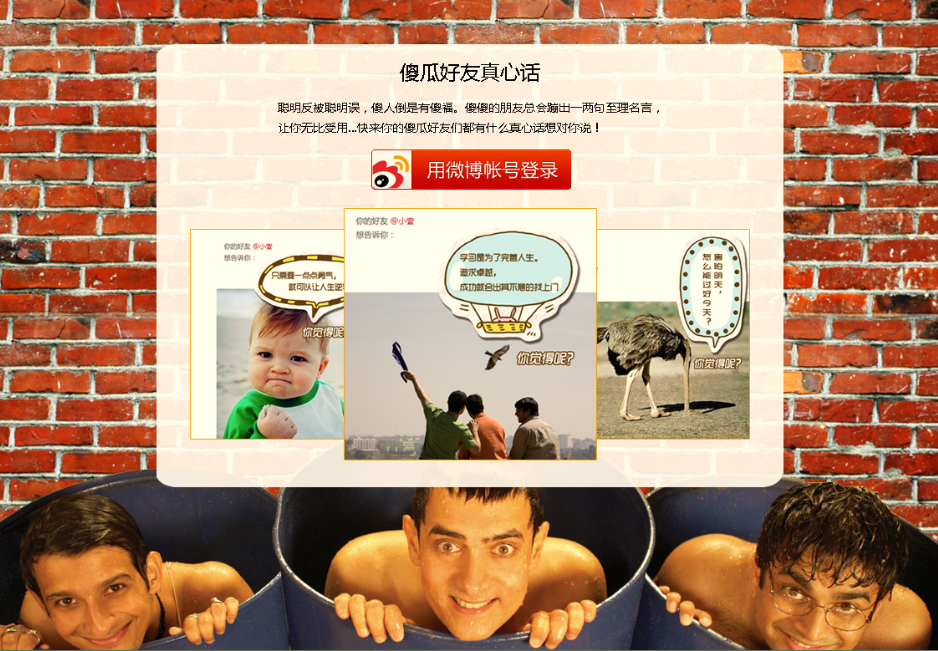 傻瓜好友真心话
聪明反被聪明误，傻人倒是有傻福。傻傻的朋友总会蹦出一两句至理名言，
让你无比受用...快来你的傻瓜好友们都有什么真心话想对你说！
用微博帐号登录
你的好友 @小壹
想告诉你：
只需要一点点勇气，
就可以让人生逆
你觉得呢
你的好友 @小壹
想告诉你：
学习是为了完善人生。
追求卓越，
成功就会出其不意的找上门
你觉得呢?
害怕明天，
怎么能过好今天？
你觉得呢?